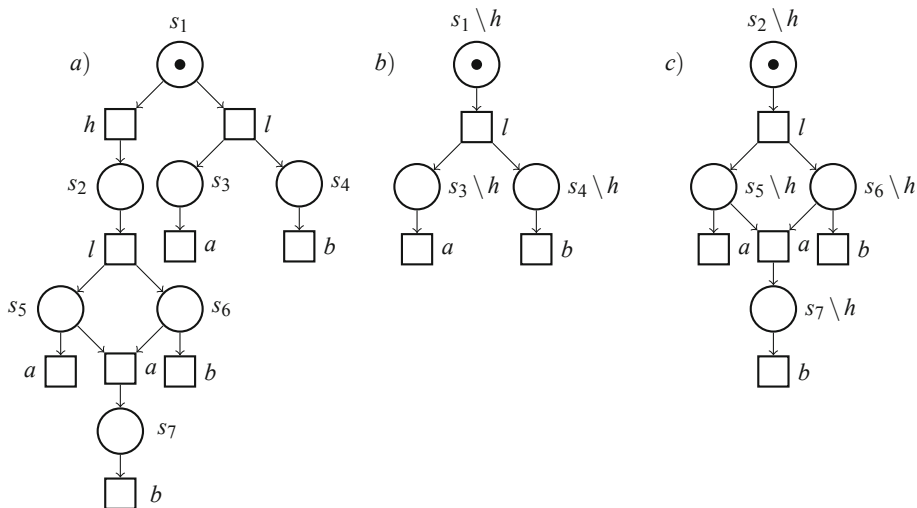 s1 s1 \ h s2 \ h
a) b) c)
h l l l
s2 s3 s4 s3 \ h s4 \ h s5 \ h s6 \ h
l a b a b a a b
s5 s6 s7 \ h
a a b b
s7
b